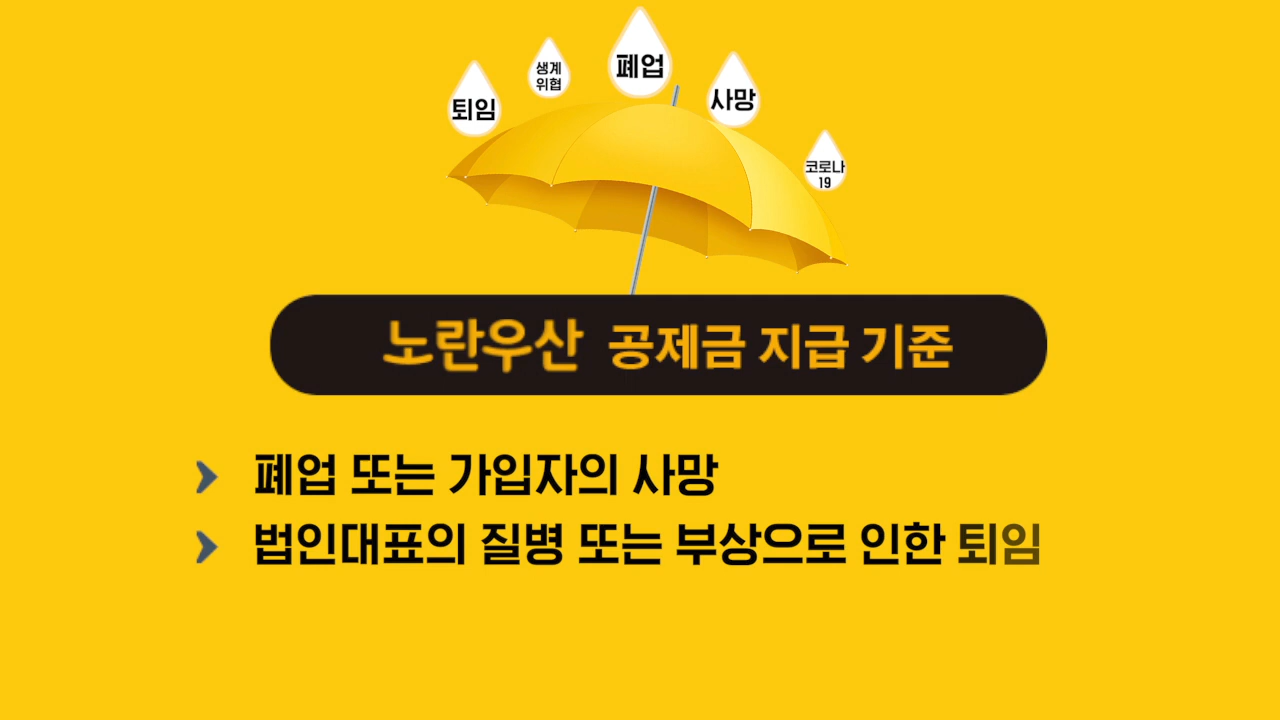 폐업
생계
위협
사망
퇴임
코로나
19
노란우산 공제금 지급 기준
폐업 또는 가입자의 사망
법인대표의 질병 또는 부상으로 인한 퇴임